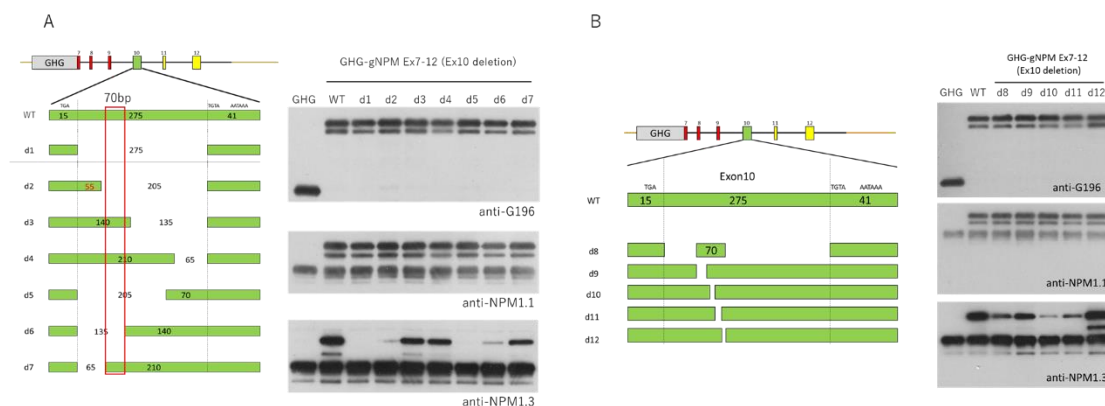 A
7 8 9 10 11 12
GHG
70bp
TGA TGTA AATAAA
WT 15 275 41
d1 275
d2 55 205
d3 140 135
d4 210 65
d5 205 70
d6 135 140
d7 65 210
GHG-gNPM Ex7-12 (Ex10 deletion)
GHG WT d1 d2 d3 d4 d5 d6 d7
anti-G196
anti-NPM1.1
anti-NPM1.3
B
7 8 9 10 11 12
GHG
Exon10
TGA TGTA AATAAA
WT 15 275 41
d8 70
d9
d10
d11
d12
GHG-gNPM Ex7-12
(Ex10 deletion)
GHG WT d8 d9 d10 d11 d12
anti-G196
anti-NPM1.1
anti-NPM1.3